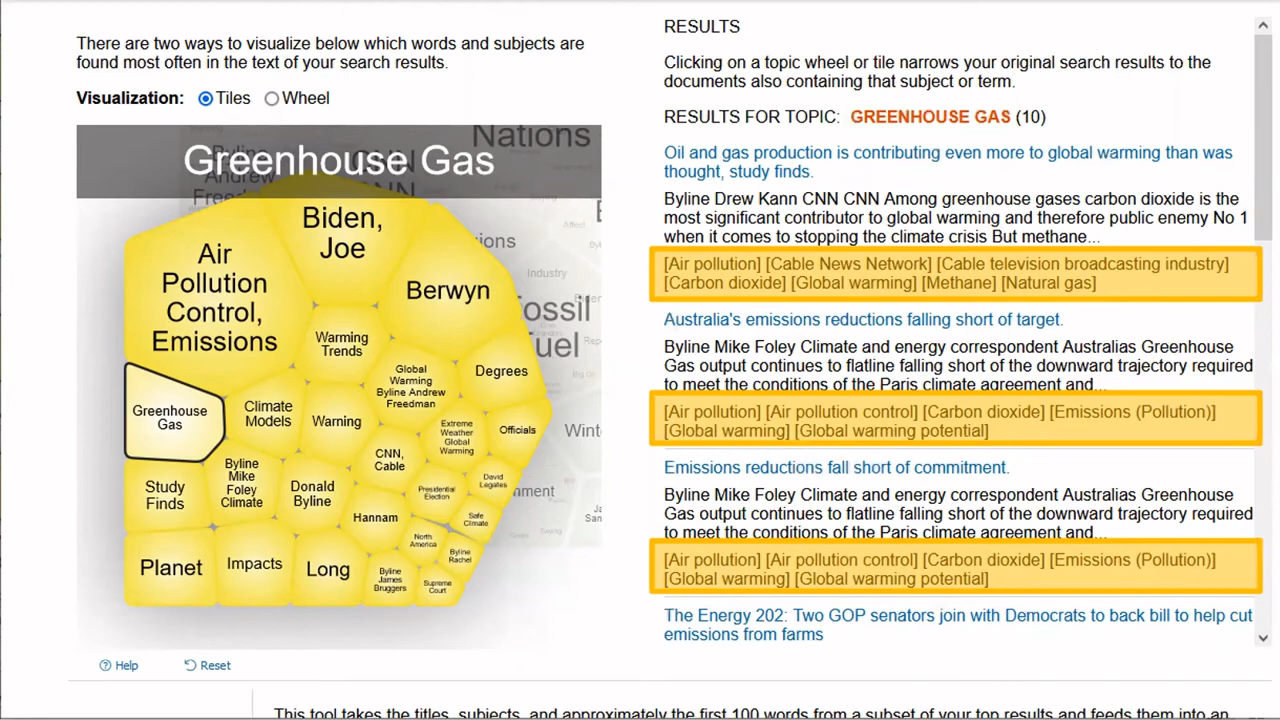 There are two ways to visualize below which words and subjects are
found most often in the text of your search results.
Visualization: Tiles Wheel
Nations
CNN
Greenhouse Gas
Biden,
Joe
Air
Pollution
Control,
Emissions
Berwyn
Warming
Trends
Degrees
Global
Warming
Byline Andrew
Freedman
Greenhouse
Gas
Climate
Models
Warning
Extreme
Weather
Global
Warming
Officials
CNN,
Cable
Study
Finds
Byline
Mike
Foley
Climate
Donald
Byline
Presidential
Election
David
Legates
Hannam
Safe
Climate
North
America
Byline
Rachel
Planet
Impacts
Long
Byline
James
Bruggers
Supreme
Court
Industry
Help Reset
RESULTS
Clicking on a topic wheel or tile narrows your original search results to the
documents also containing that subject or term.
RESULTS FOR TOPIC: GREENHOUSE GAS (10)
Oil and gas production is contributing even more to global warming than was
thought, study finds.
Byline Drew Kann CNN CNN Among greenhouse gases carbon dioxide is the
most significant contributor to global warming and therefore public enemy No 1
when it comes to stopping the climate crisis But methane...
[Air pollution] [Cable News Network] [Cable television broadcasting industry]
[Carbon dioxide] [Global warming] [Methane] [Natural gas]
Australia's emissions reductions falling short of target.
Byline Mike Foley Climate and energy correspondent Australias Greenhouse
Gas output continues to flatline falling short of the downward trajectory required
to meet the conditions of the Paris climate agreement and...
[Air pollution] [Air pollution control] [Carbon dioxide] [Emissions (Pollution)]
[Global warming] [Global warming potential]
Emissions reductions fall short of commitment.
Byline Mike Foley Climate and energy correspondent Australias Greenhouse
Gas output continues to flatline falling short of the downward trajectory required
to meet the conditions of the Paris climate agreement and...
[Air pollution] [Air pollution control] [Carbon dioxide] [Emissions (Pollution)]
[Global warming] [Global warming potential]
The Energy 202: Two GOP senators join with Democrats to back bill to help cut
emissions from farms
This tool takes the titles, subjects, and approximately the first 100 words from a subset of your top results and feeds them into an